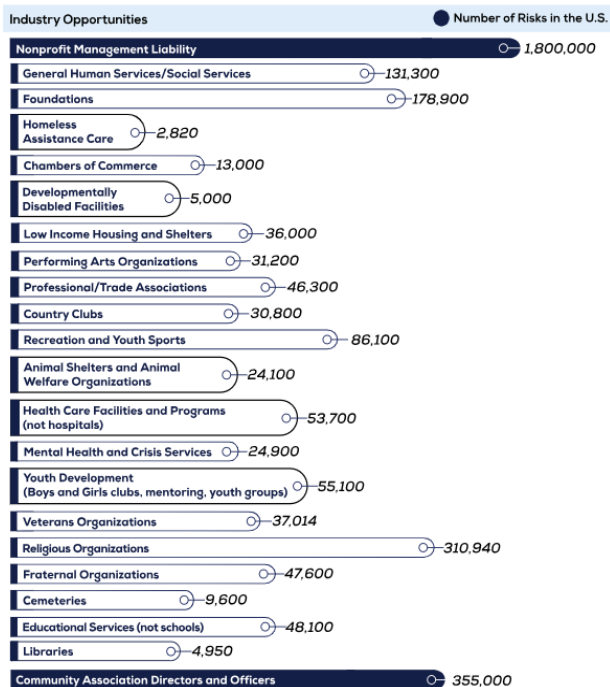 Industry Opportunities
Number of Risks in the U.S.
Nonprofit Management Liability 1,800,000
General Human Services/Social Services 131,300
Foundations 178,900
Homeless
Assistance Care 2,820
Chambers of Commerce 13,000
Developmentally
Disabled Facilities 5,000
Low Income Housing and Shelters 36,000
Performing Arts Organizations 31,200
Professional/Trade Associations 46,300
Country Clubs 30,800
Recreation and Youth Sports 86,100
Animal Shelters and Animal
Welfare Organizations 24,100
Health Care Facilities and Programs
(not hospitals) 53,700
Mental Health and Crisis Services 24,900
Youth Development
(Boys and Girls clubs, mentoring, youth groups) 55,100
Veterans Organizations 37,014
Religious Organizations 310,940
Fraternal Organizations 47,600
Cemeteries 9,600
Educational Services (not schools) 48,100
Libraries 4,950
Community Association Directors and Officers 355,000